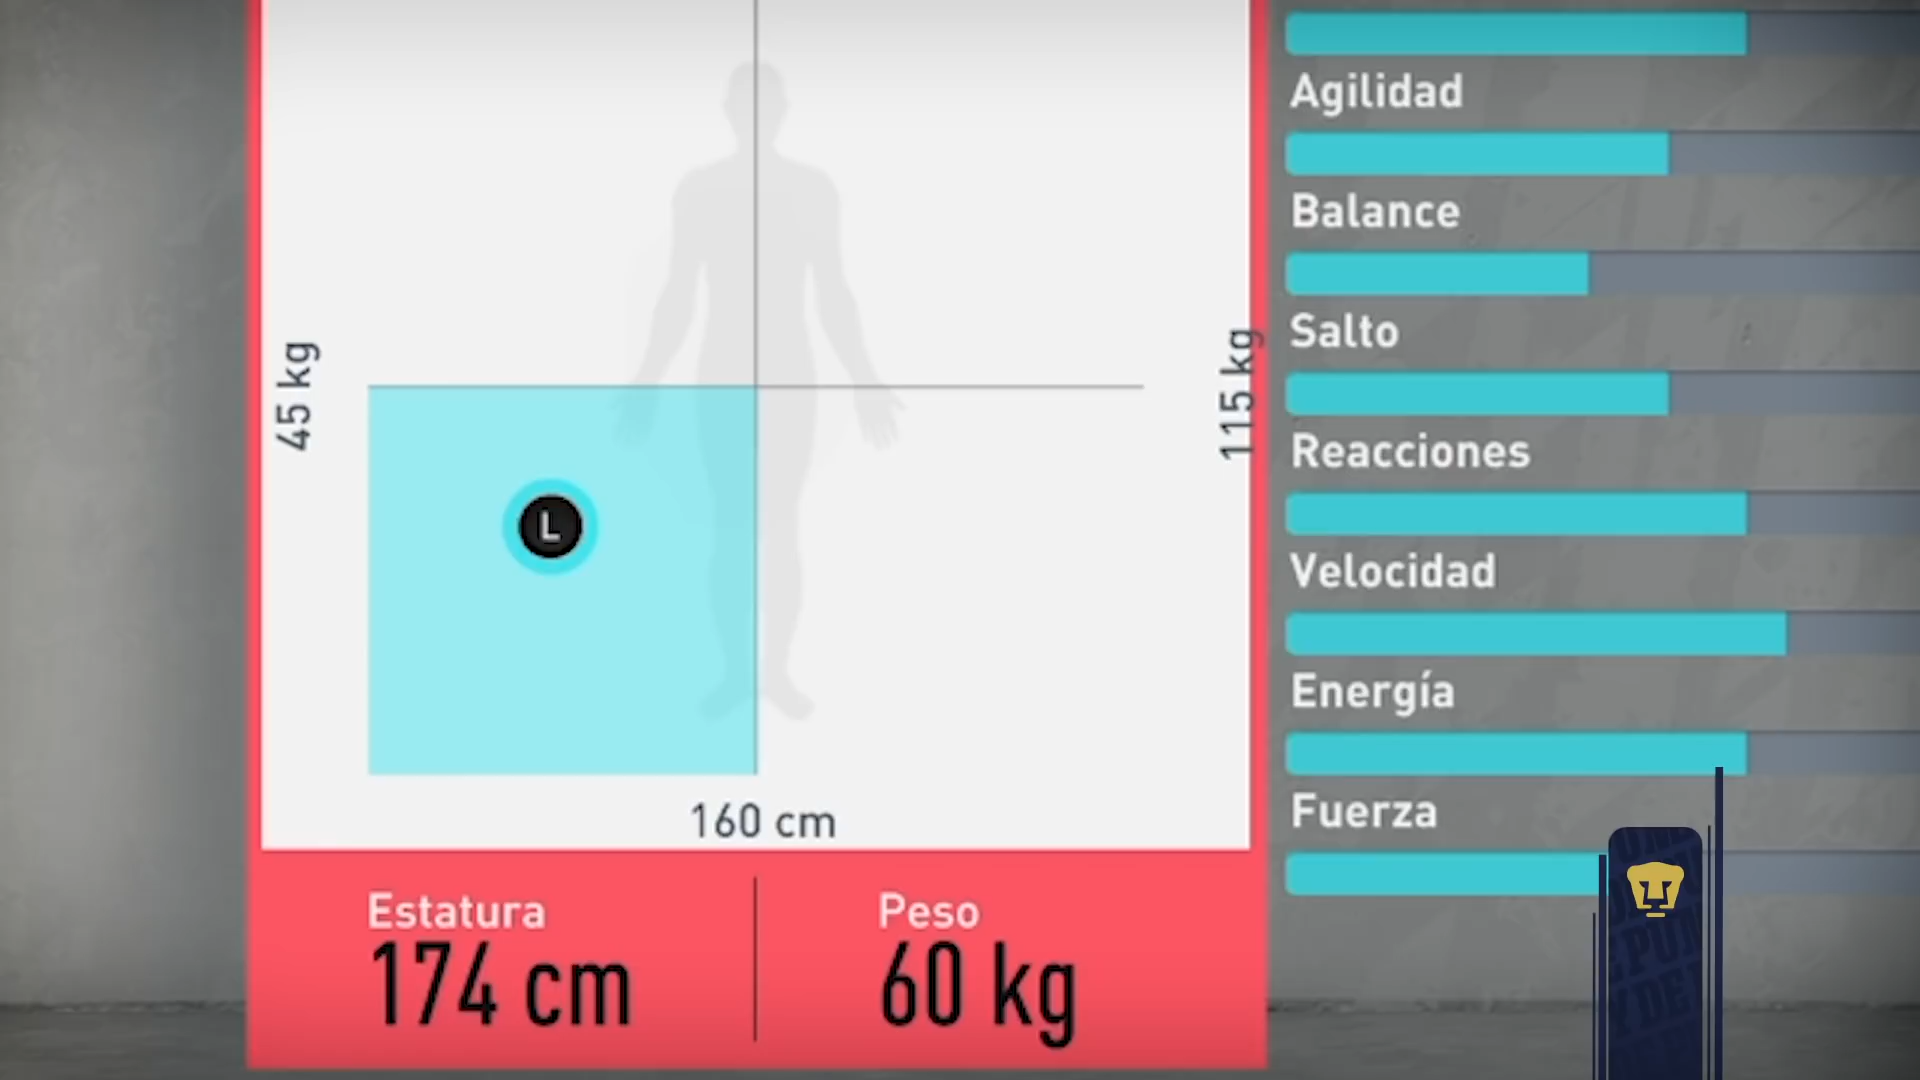 45 kg
115 kg
L
160 cm
Estatura
174 cm
Peso
60 kg
Agilidad
Balance
Salto
Reacciones
Velocidad
Energía
Fuerza